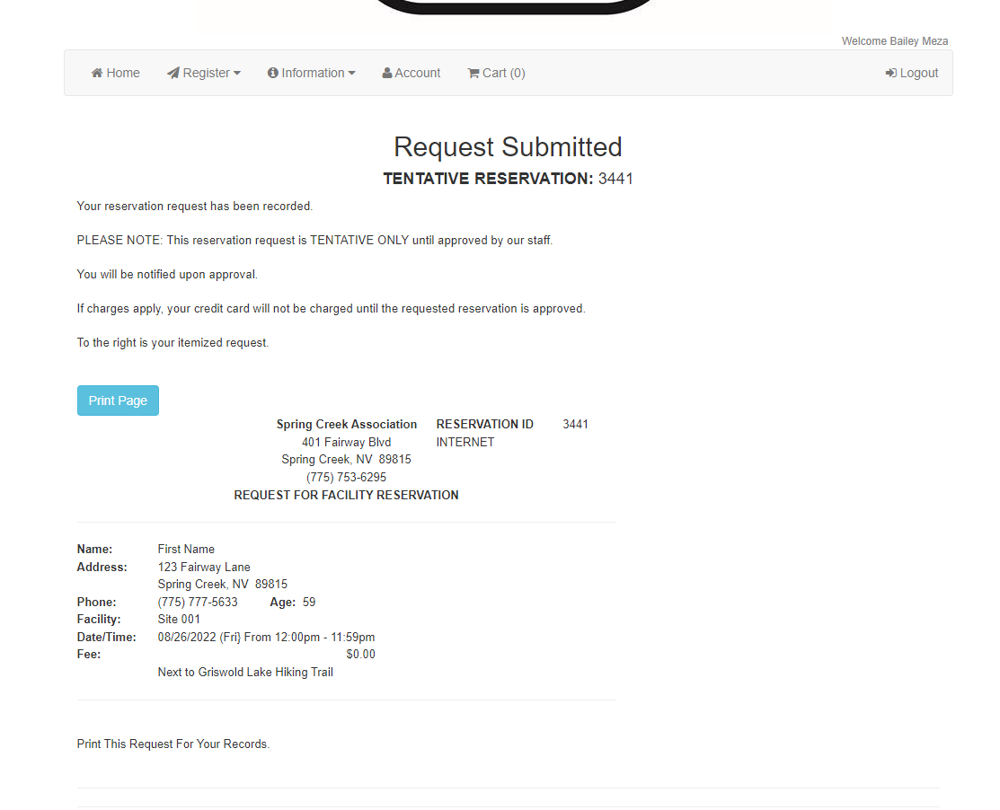 Welcome Bailey Meza
Home Register Information Account Cart (0) Logout
Request Submitted
TENTATIVE RESERVATION: 3441
Your reservation request has been recorded.
PLEASE NOTE: This reservation request is TENTATIVE ONLY until approved by our staff.
You will be notified upon approval.
If charges apply, your credit card will not be charged until the requested reservation is approved.
To the right is your itemized request.
Print Page
Spring Creek Association RESERVATION ID 3441
401 Fairway Blvd INTERNET
Spring Creek, NV 89815
(775) 753-6295
REQUEST FOR FACILITY RESERVATION
Name: First Name
Address: 123 Fairway Lane
Spring Creek, NV 89815
Phone: (775) 777-5633 Age: 59
Facility: Site 001
Date/Time: 08/26/2022 (Fri} From 12:00pm - 11:59pm
Fee: $0.00
Next to Griswold Lake Hiking Trail
Print This Request For Your Records.